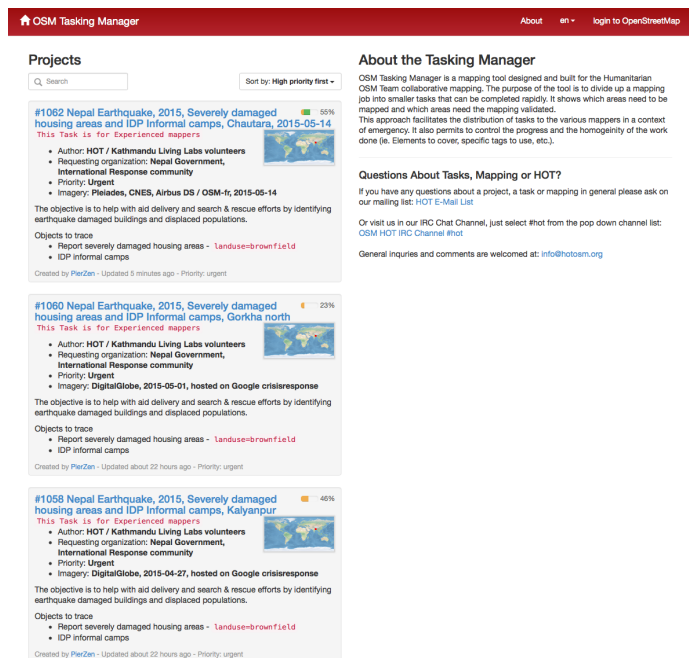 OSM Tasking Manager
About en login to OpenStreetMap
Projects
Search
Sort by: High priority first
#1062 Nepal Earthquake, 2015, Severely damaged
housing areas and IDP Informal camps, Chautara, 2015-05-14
55%
This Task is for Experienced mappers
Author: HOT / Kathmandu Living Labs volunteers
Requesting organization: Nepal Government,
International Response community
Priority: Urgent
Imagery: Pleiades, CNES, Airbus DS / OSM-fr, 2015-05-14
The objective is to help with aid delivery and search & rescue efforts by identifying
earthquake damaged buildings and displaced populations.
Objects to trace
Report severely damaged housing areas - landuse=brownfield
IDP informal camps
Created by PierZen - Updated 5 minutes ago - Priority: urgent
#1060 Nepal Earthquake, 2015, Severely damaged
housing areas and IDP Informal camps, Gorkha north
23%
This Task is for Experienced mappers
Author: HOT / Kathmandu Living Labs volunteers
Requesting organization: Nepal Government,
International Response community
Priority: Urgent
Imagery: DigitalGlobe, 2015-05-01, hosted on Google crisisresponse
The objective is to help with aid delivery and search & rescue efforts by identifying
earthquake damaged buildings and displaced populations.
Objects to trace
Report severely damaged housing areas - landuse=brownfield
IDP informal camps
Created by PierZen - Updated about 22 hours ago - Priority: urgent
#1058 Nepal Earthquake, 2015, Severely damaged
housing areas and IDP Informal camps, Kalyanpur
46%
This Task is for Experienced mappers
Author: HOT / Kathmandu Living Labs volunteers
Requesting organization: Nepal Government,
International Response community
Priority: Urgent
Imagery: DigitalGlobe, 2015-04-27, hosted on Google crisisresponse
The objective is to help with aid delivery and search & rescue efforts by identifying
earthquake damaged buildings and displaced populations.
Objects to trace
Report severely damaged housing areas - landuse=brownfield
IDP informal camps
Created by PierZen - Updated about 22 hours ago - Priority: urgent
About the Tasking Manager
OSM Tasking Manager is a mapping tool designed and built for the Humanitarian
OSM Team collaborative mapping. The purpose of the tool is to divide up a mapping
job into smaller tasks that can be completed rapidly. It shows which areas need to be
mapped and which areas need the mapping validated.
This approach facilitates the distribution of tasks to the various mappers in a context
of emergency. It also permits to control the progress and the homogeinity of the work
done (ie. Elements to cover, specific tags to use, etc.).
Questions About Tasks, Mapping or HOT?
If you have any questions about a project, a task or mapping in general please ask on
our mailing list: HOT E-Mail List
Or visit us in our IRC Chat Channel, just select #hot from the pop down channel list:
OSM HOT IRC Channel #hot
General inquries and comments are welcomed at: info@hotosm.org